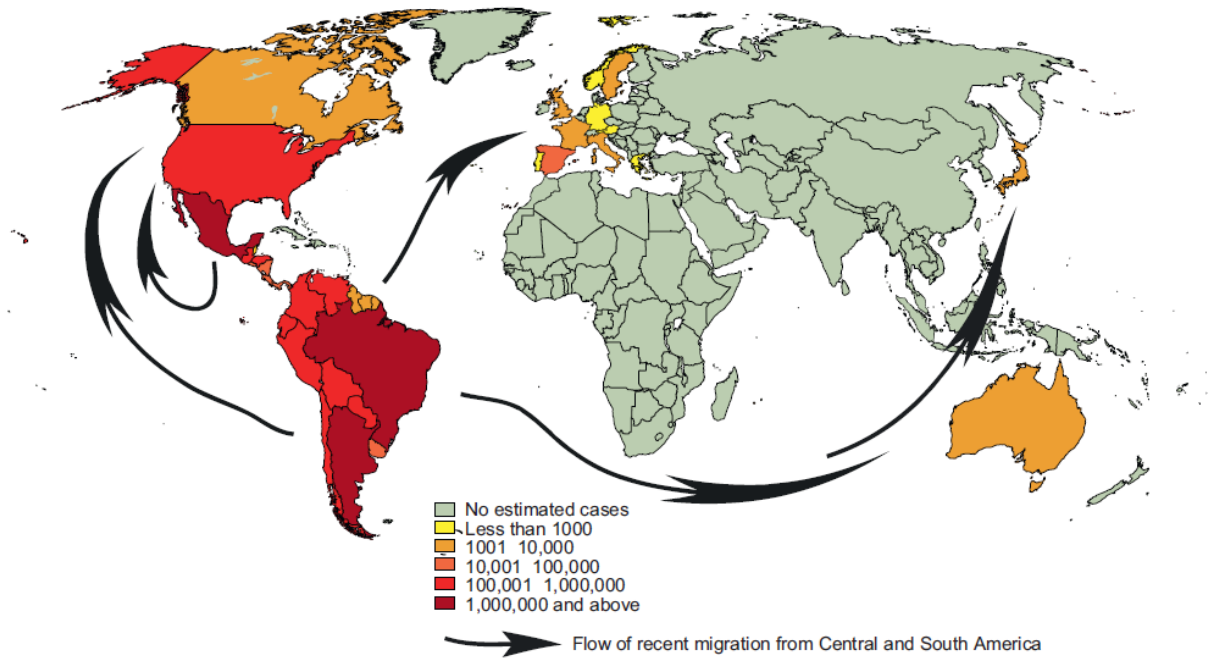 No estimated cases
Less than 1000
1001 10,000
10,001 100,000
100,001 1,000,000
1,000,000 and above
Flow of recent migration from Central and South America